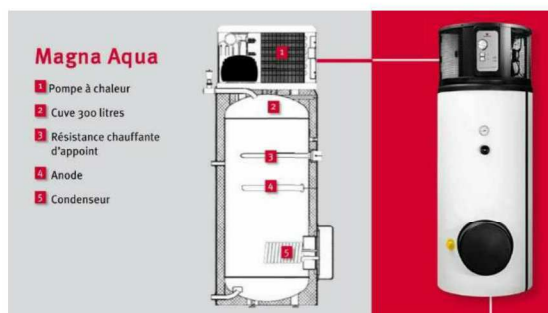 Magna Aqua
1 Pompe à chaleur
2 Cuve 300 litres
3 Résistance chauffante
d'appoint
4 Anode
5 Condenseur
1
2
3
4
5